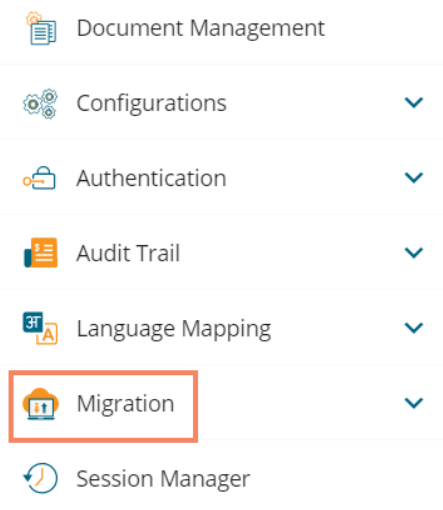 Document Management
Configurations
Authentication
Audit Trail
अ A Language Mapping
Migration
Session Manager